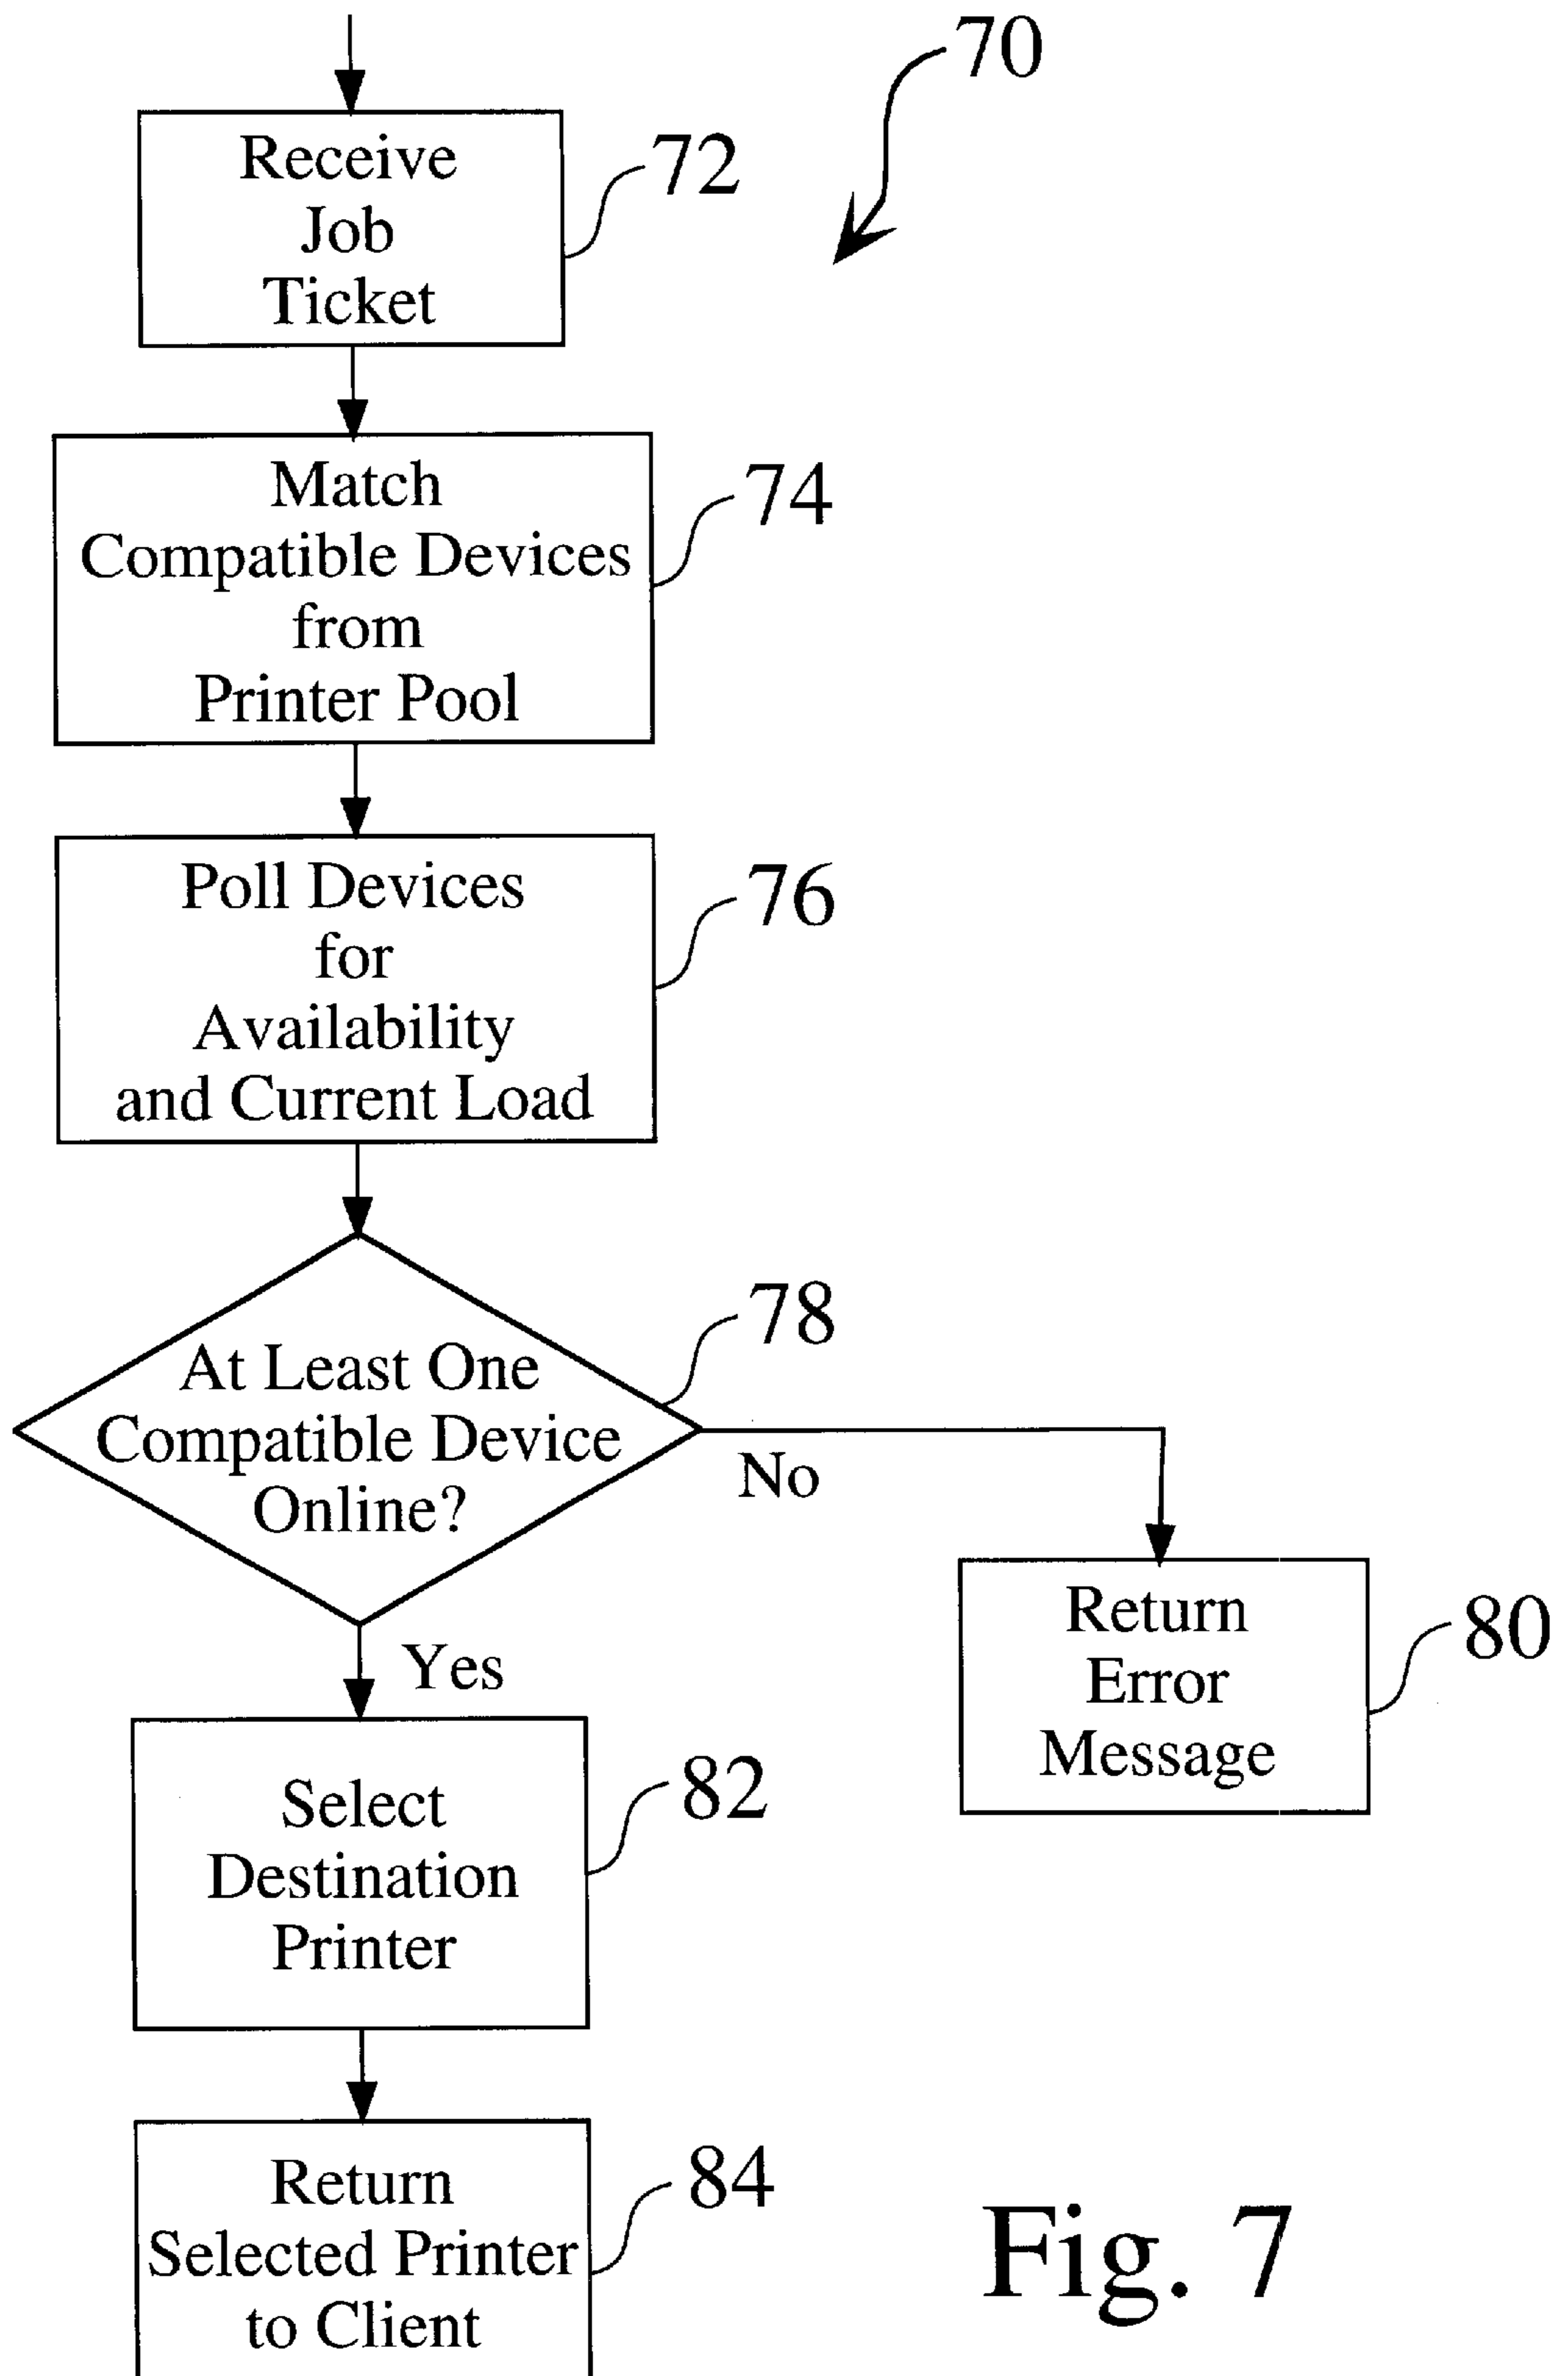 70
Receive
Job
Ticket
72
Match
Compatible Devices
from
Printer Pool
74
Poll Devices
for
Availability
and Current Load
76
At Least One
Compatible Device
Online?
78
No
Return
Error
Message
80
Yes
Select
Destination
Printer
82
Return
Selected Printer
to Client
84
Fig. 7